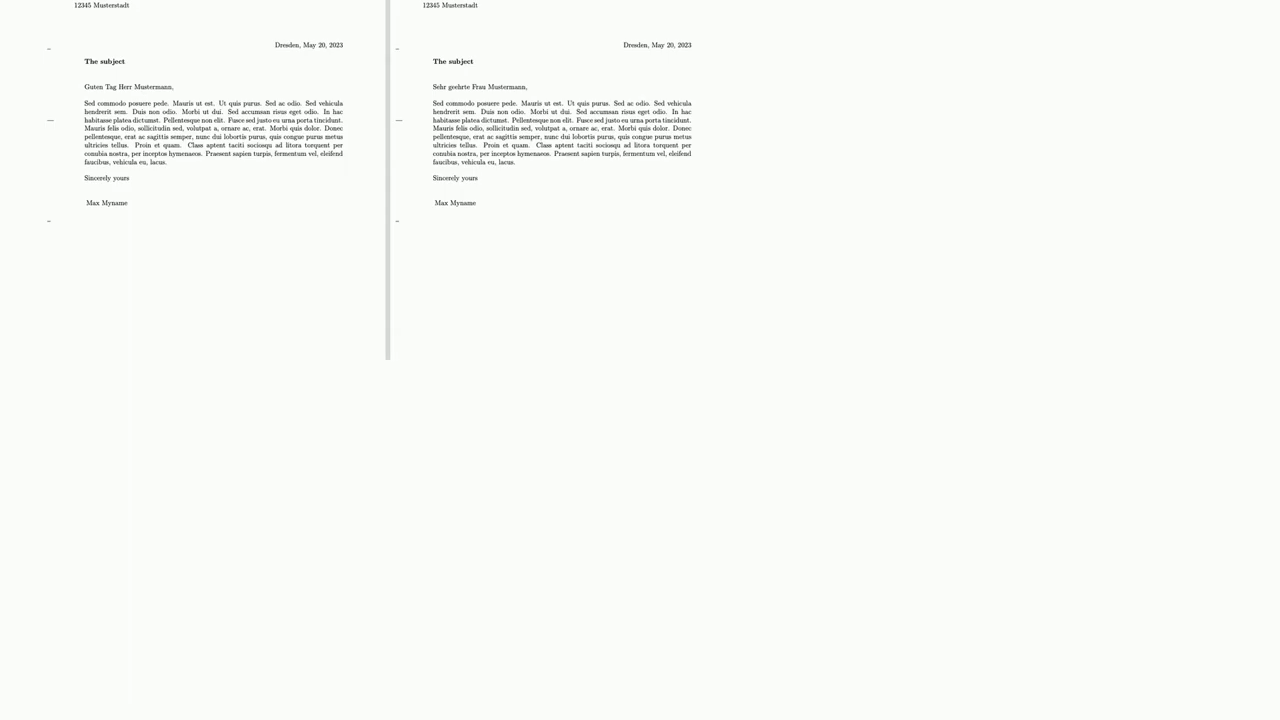 12345 Musterstadt
Dresden, May 20, 2023
The subject
Guten Tag Herr Mustermann,
Sed commodo posuere pede. Mauris ut est. Ut quis purus. Sed ac odio. Sed vehicula
hendrerit sem. Duis non odio. Morbi ut dui. Sed accumsan risus eget odio. In hac
habitasse platea dictumst. Pellentesque non elit. Fusce sed justo eu urna porta tincidunt.
Mauris felis odio, sollicitudin sed, volutpat a, ornare ac, erat. Morbi quis dolor. Donec
pellentesque, erat ac sagittis semper, nunc dui lobortis purus, quis congue purus metus
ultricies tellus. Proin et quam. Class aptent taciti sociosqu ad litora torquent per
conubia nostra, per inceptos hymenaeos. Praesent sapien turpis, fermentum vel, eleifend
faucibus, vehicula eu, lacus.
Sincerely yours
Max Myname
12345 Musterstadt
Dresden, May 20, 2023
The subject
Sehr geehrte Frau Mustermann,
Sed commodo posuere pede. Mauris ut est. Ut quis purus. Sed ac odio. Sed vehicula
hendrerit sem. Duis non odio. Morbi ut dui. Sed accumsan risus eget odio. In hac
habitasse platea dictumst. Pellentesque non elit. Fusce sed justo eu urna porta tincidunt.
Mauris felis odio, sollicitudin sed, volutpat a, ornare ac, erat. Morbi quis dolor. Donec
pellentesque, erat ac sagittis semper, nunc dui lobortis purus, quis congue purus metus
ultricies tellus. Proin et quam. Class aptent taciti sociosqu ad litora torquent per
conubia nostra, per inceptos hymenaeos. Praesent sapien turpis, fermentum vel, eleifend
faucibus, vehicula eu, lacus.
Sincerely yours
Max Myname